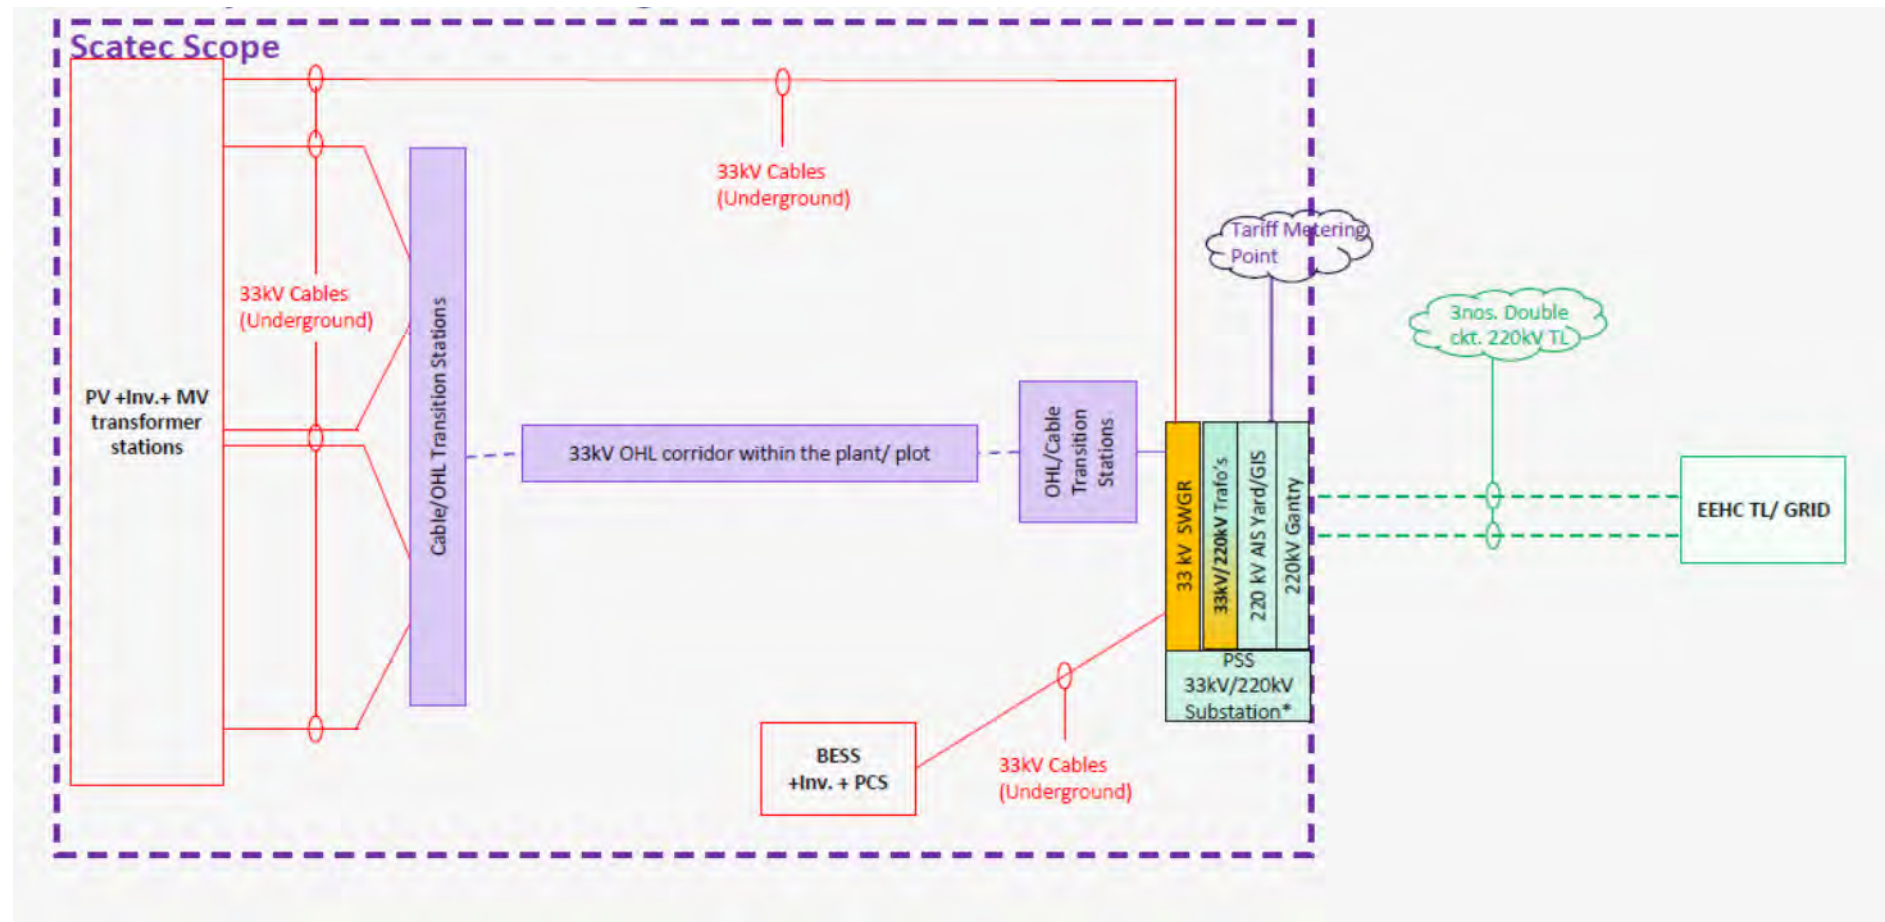 Scatec Scope
33kV Cables
(Underground)
Tariff Metering
Point
33kV Cables
(Underground)
3nos. Double
ckt. 220kV TL
PV +Inv.+ MV
transformer
stations
Cable/OHL Transition Stations
33kV OHL corridor within the plant/ plot
OHL/Cable
Transition
Stations
33 kV SWGR
33kV/220kV Trafo's
220 kV AIS Yard/GIS
220kV Gantry
EEHC TL/ GRID
PSS
33kV/220kV
Substation*
BESS
+Inv. + PCS
33kV Cables
(Underground)